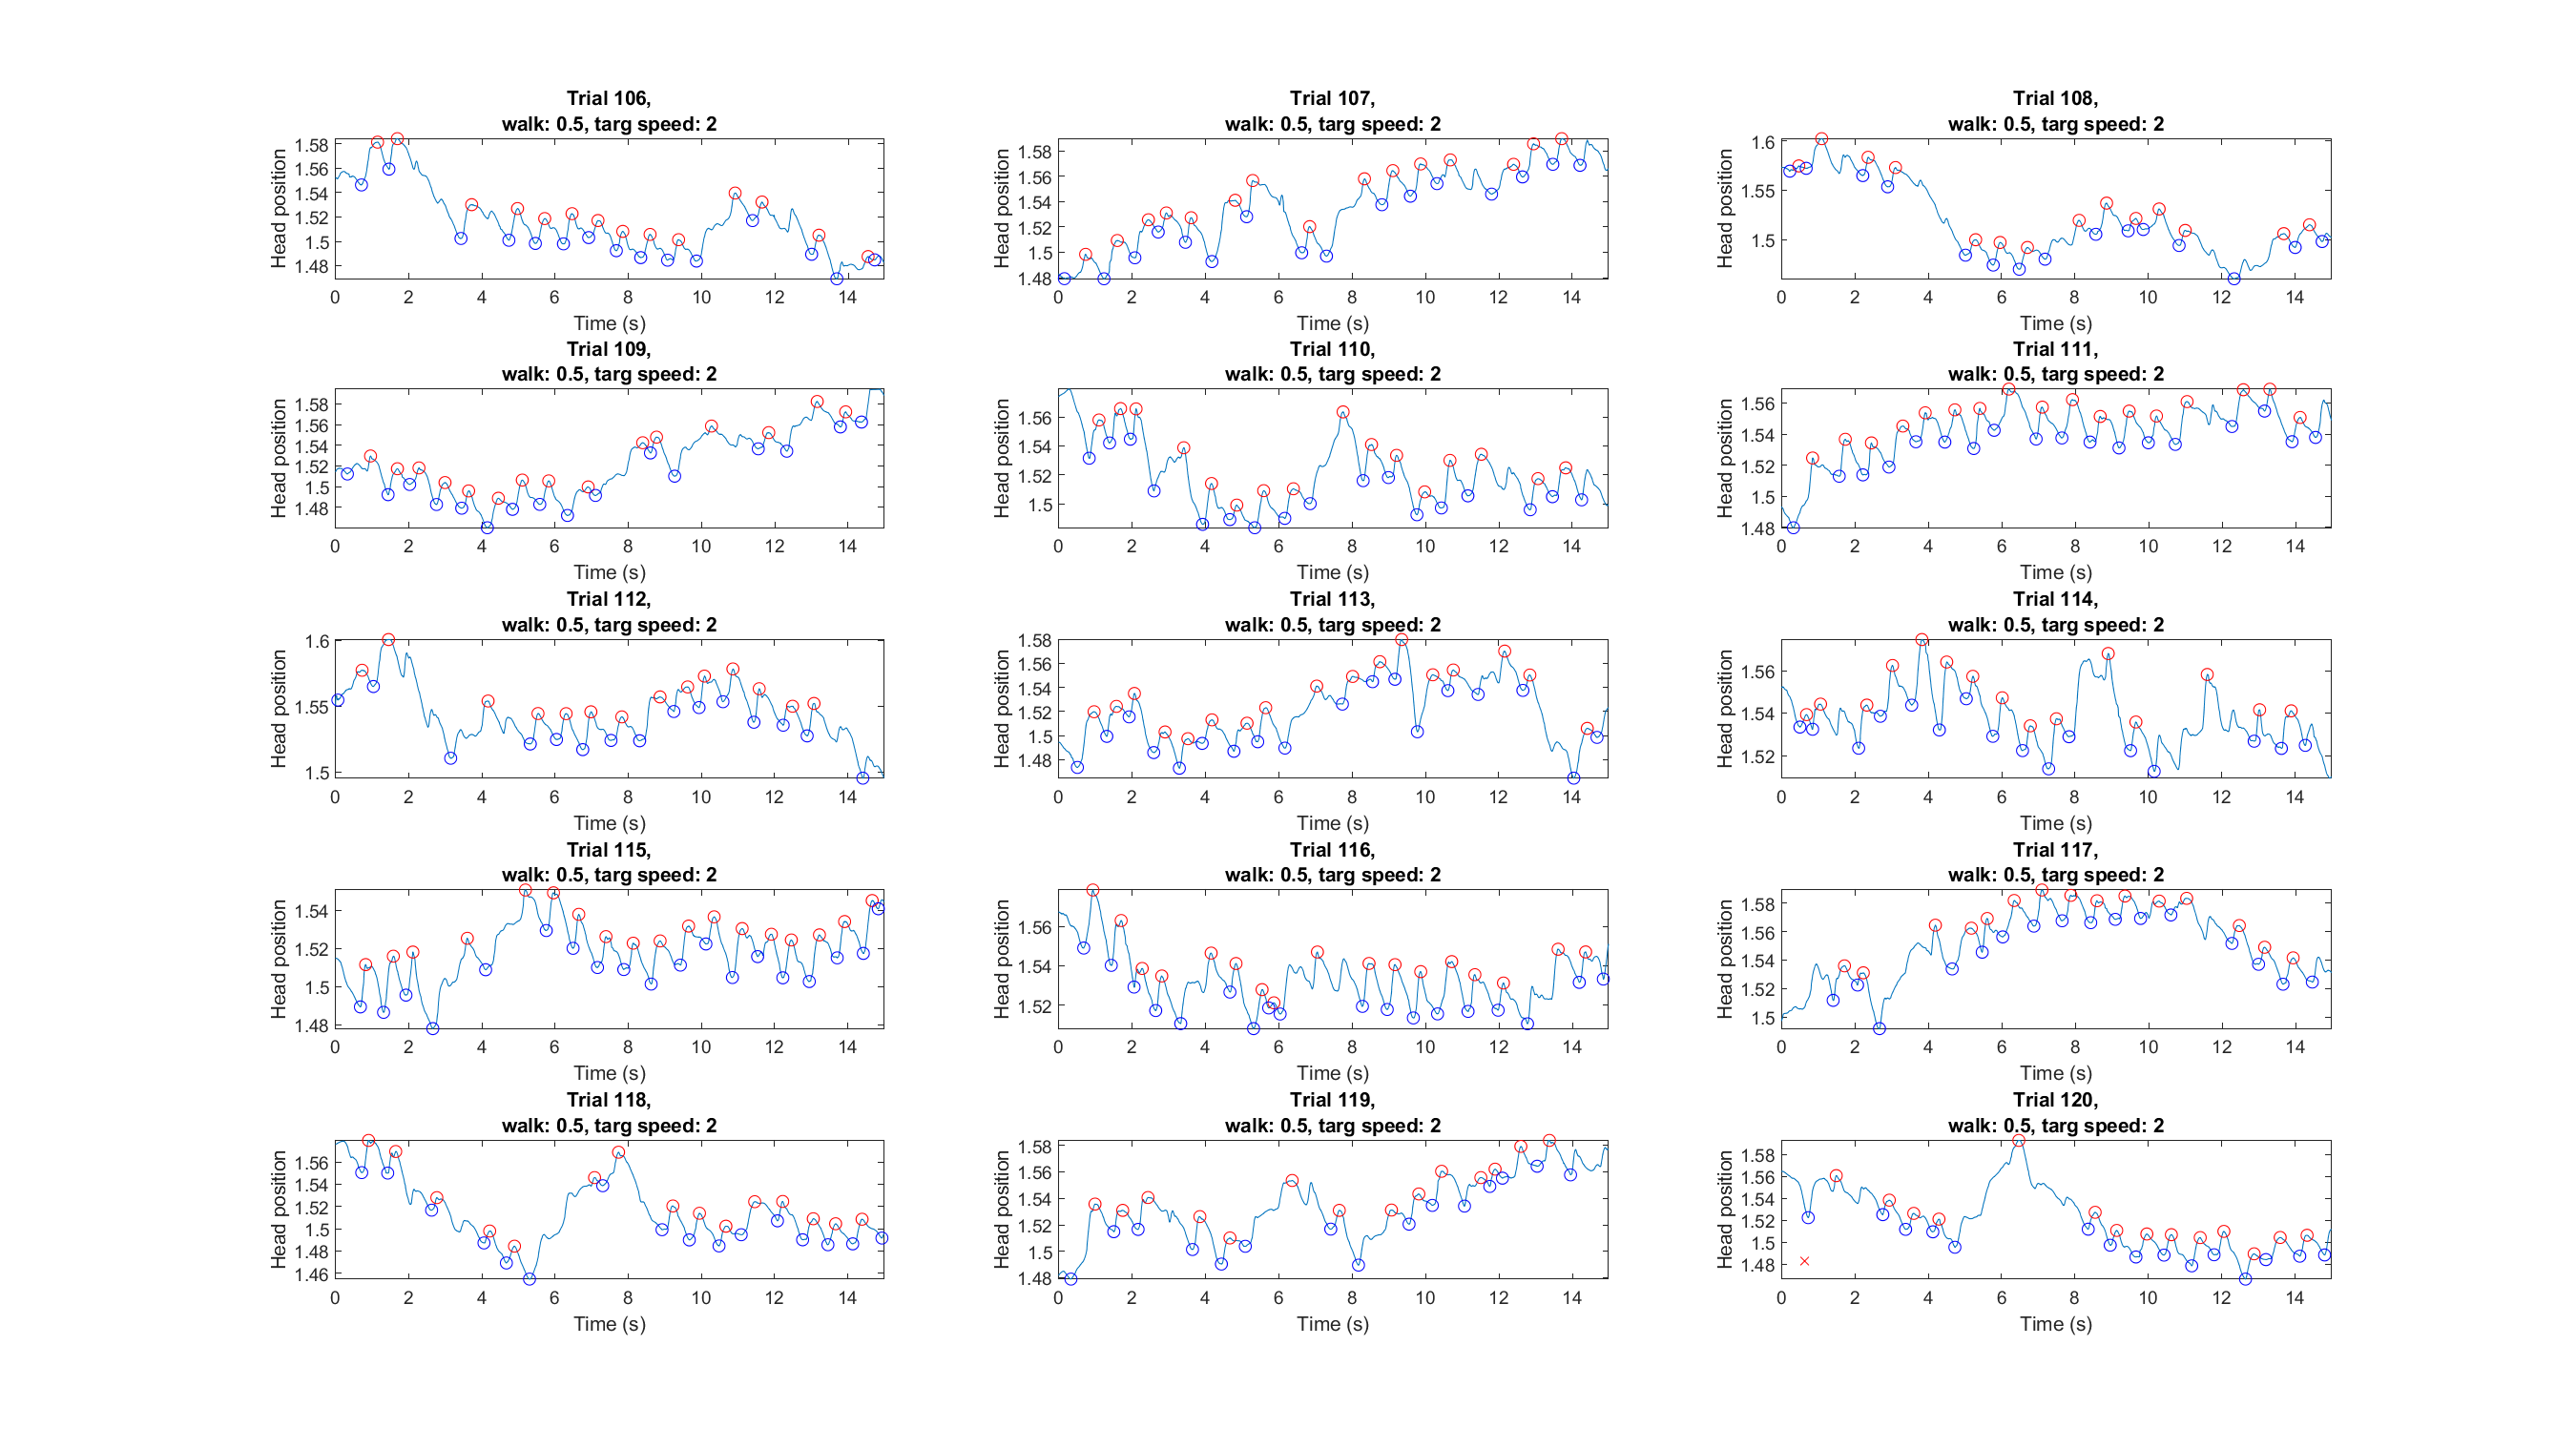 Trial 106,
walk: 0.5, targ speed: 2
1.58
1.56
1.54
1.52
1.5
1.48
Head position
0 2 4 6 8 10 12 14
Time (s)
Trial 107,
walk: 0.5, targ speed: 2
1.58
1.56
1.54
1.52
1.5
1.48
Head position
0 2 4 6 8 10 12 14
Time (s)
Trial 108,
walk: 0.5, targ speed: 2
1.6
1.55
1.5
Head position
0 2 4 6 8 10 12 14
Time (s)
Trial 109,
walk: 0.5, targ speed: 2
1.58
1.56
1.54
1.52
1.5
1.48
Head position
0 2 4 6 8 10 12 14
Time (s)
Trial 110,
walk: 0.5, targ speed: 2
1.56
1.54
1.52
1.5
Head position
0 2 4 6 8 10 12 14
Time (s)
Trial 111,
walk: 0.5, targ speed: 2
1.56
1.54
1.52
1.5
1.48
Head position
0 2 4 6 8 10 12 14
Time (s)
Trial 112,
walk: 0.5, targ speed: 2
1.6
1.55
1.5
Head position
0 2 4 6 8 10 12 14
Time (s)
Trial 113,
walk: 0.5, targ speed: 2
1.58
1.56
1.54
1.52
1.5
1.48
Head position
0 2 4 6 8 10 12 14
Time (s)
Trial 114,
walk: 0.5, targ speed: 2
1.56
1.54
1.52
Head position
0 2 4 6 8 10 12 14
Time (s)
Trial 115,
walk: 0.5, targ speed: 2
1.54
1.52
1.5
1.48
Head position
0 2 4 6 8 10 12 14
Time (s)
Trial 116,
walk: 0.5, targ speed: 2
1.56
1.54
1.52
Head position
0 2 4 6 8 10 12 14
Time (s)
Trial 117,
walk: 0.5, targ speed: 2
1.58
1.56
1.54
1.52
1.5
Head position
0 2 4 6 8 10 12 14
Time (s)
Trial 118,
walk: 0.5, targ speed: 2
1.56
1.54
1.52
1.5
1.48
1.46
Head position
0 2 4 6 8 10 12 14
Time (s)
Trial 119,
walk: 0.5, targ speed: 2
1.58
1.56
1.54
1.52
1.5
1.48
Head position
0 2 4 6 8 10 12 14
Time (s)
Trial 120,
walk: 0.5, targ speed: 2
1.58
1.56
1.54
1.52
1.5
1.48
Head position
0 2 4 6 8 10 12 14
Time (s)